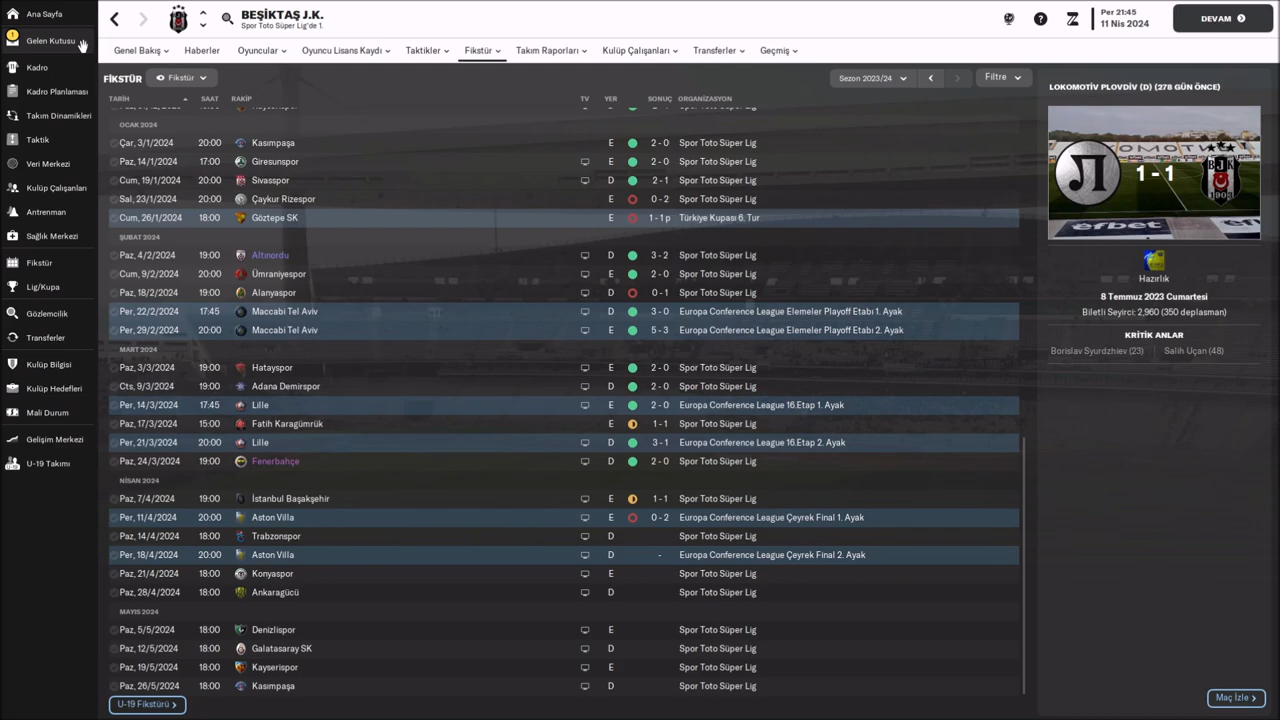 Ana Sayfa
Gelen Kutusu
Kadro
Kadro Planlaması
Takım Dinamikleri
Taktik
Veri Merkezi
Kulüp Çalışanları
Antrenman
Sağlık Merkezi
Fikstür
Lig/Kupa
Gözlemcilik
Transferler
Kulüp Bilgisi
Kulüp Hedefleri
Mali Durum
Gelişim Merkezi
U-19 Takımı
BEŞİKTAŞ J.K.
Spor Toto Süper Lig'de 1.
Per 21:45
11 Nis 2024
DEVAM
Genel Bakış Haberler Oyuncular Oyuncu Lisans Kaydı Taktikler Fikstür Takım Raporları Kulüp Çalışanları Transferler Geçmiş
FİKSTÜR Fikstür Sezon 2023/24 Filtre
TARİH SAAT RAKİP TV YER SONUÇ ORGANİZASYON
OCAK 2024
Çar, 3/1/2024 20:00 Kasımpaşa E 2 - 0 Spor Toto Süper Lig
Paz, 14/1/2024 17:00 Giresunspor E 2 - 0 Spor Toto Süper Lig
Cum, 19/1/2024 20:00 Sivasspor D 2 - 1 Spor Toto Süper Lig
Sal, 23/1/2024 20:00 Çaykur Rizespor E 0 - 2 Spor Toto Süper Lig
Cum, 26/1/2024 18:00 Göztepe SK E 1 - 1 p Türkiye Kupası 6. Tur
ŞUBAT 2024
Paz, 4/2/2024 19:00 Altınordu D 3 - 2 Spor Toto Süper Lig
Cum, 9/2/2024 20:00 Ümraniyespor E 2 - 0 Spor Toto Süper Lig
Paz, 18/2/2024 19:00 Alanyaspor D 0 - 1 Spor Toto Süper Lig
Per, 22/2/2024 17:45 Maccabi Tel Aviv D 3 - 0 Europa Conference League Elemeler Playoff Etabı 1. Ayak
Per, 29/2/2024 20:00 Maccabi Tel Aviv E 5 - 3 Europa Conference League Elemeler Playoff Etabı 2. Ayak
MART 2024
Paz, 3/3/2024 19:00 Hatayspor E 2 - 0 Spor Toto Süper Lig
Cts, 9/3/2024 19:00 Adana Demirspor D 2 - 0 Spor Toto Süper Lig
Per, 14/3/2024 17:45 Lille E 2 - 0 Europa Conference League 16.Etap 1. Ayak
Paz, 17/3/2024 15:00 Fatih Karagümrük E 1 - 1 Spor Toto Süper Lig
Per, 21/3/2024 20:00 Lille D 3 - 1 Europa Conference League 16.Etap 2. Ayak
Paz, 24/3/2024 19:00 Fenerbahçe D 2 - 0 Spor Toto Süper Lig
NİSAN 2024
Paz, 7/4/2024 19:00 İstanbul Başakşehir E 1 - 1 Spor Toto Süper Lig
Per, 11/4/2024 20:00 Aston Villa E 0 - 2 Europa Conference League Çeyrek Final 1. Ayak
Paz, 14/4/2024 18:00 Trabzonspor D Spor Toto Süper Lig
Per, 18/4/2024 20:00 Aston Villa D - Europa Conference League Çeyrek Final 2. Ayak
Paz, 21/4/2024 18:00 Konyaspor E Spor Toto Süper Lig
Paz, 28/4/2024 18:00 Ankaragücü D Spor Toto Süper Lig
MAYIS 2024
Paz, 5/5/2024 18:00 Denizlispor E Spor Toto Süper Lig
Paz, 12/5/2024 18:00 Galatasaray SK D Spor Toto Süper Lig
Paz, 19/5/2024 18:00 Kayserispor E Spor Toto Süper Lig
Paz, 26/5/2024 18:00 Kasımpaşa D Spor Toto Süper Lig
U-19 Fikstürü
LOKOMOTİV PLOVDİV (D) (278 GÜN ÖNCE)
1 - 1
efbet
Hazırlık
8 Temmuz 2023 Cumartesi
Biletli Seyirci: 2,960 (350 deplasman)
KRİTİK ANLAR
Borislav Syurdzhiev (23) Salih Uçan (48)
Maç İzle